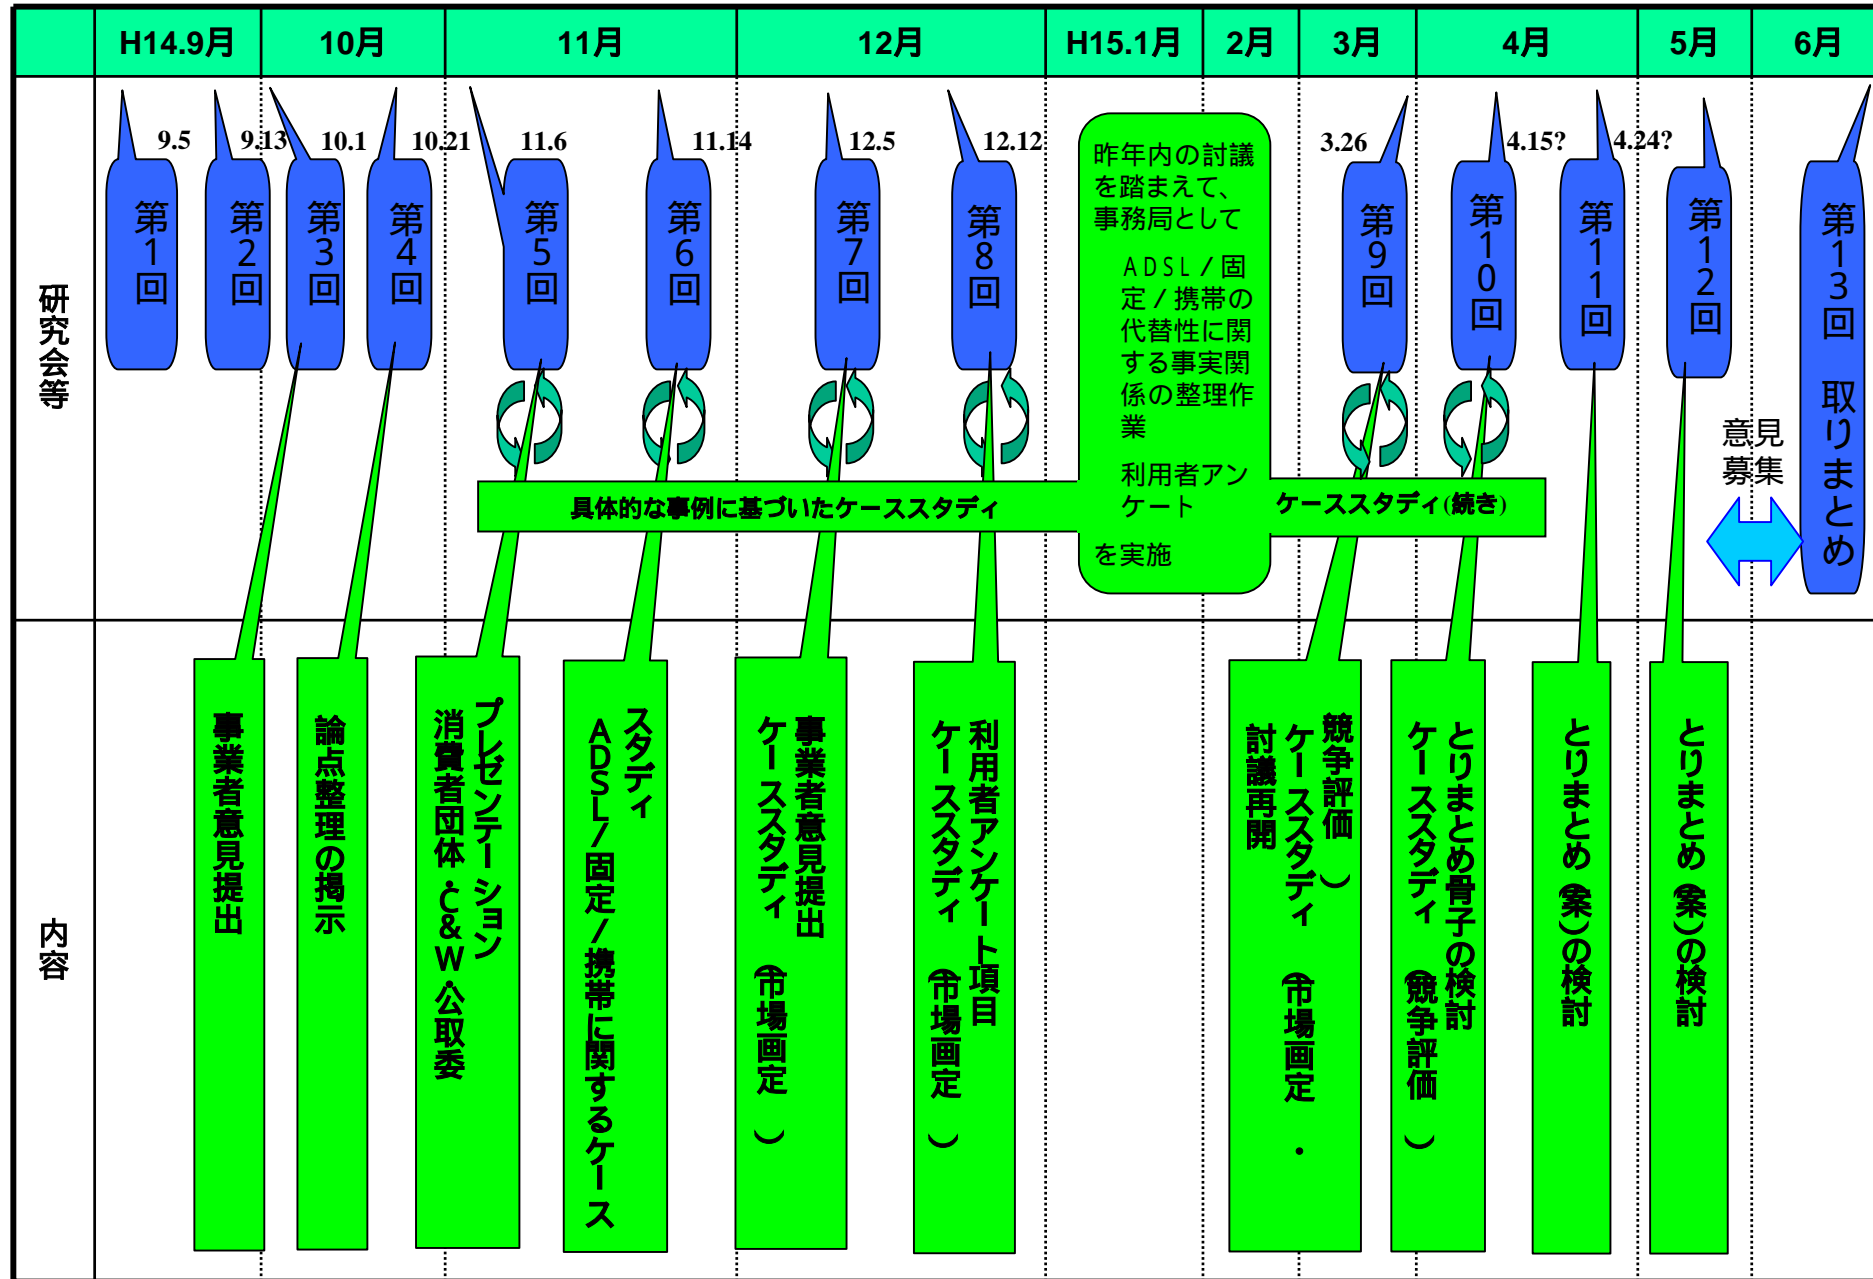 H14.9月
10月
11月
12月
H15.1月
2月
3月
4月
5月
6月
研究会等
9.5
9.13
10.1
10.21
11.6
11.14
12.5
12.12
3.26
4.15?
4.24?
第1回
第2回
第3回
第4回
第5回
第6回
第7回
第8回
第9回
第10回
第11回
第12回
第13回 取りまとめ
昨年内の討議
を踏まえて、
事務局として
ADSL/固
定/携帯の
代替性に関
する事実関
係の整理作
業
利用者アン
ケート
を実施
意見
募集
具体的な事例に基づいたケーススタディ
ケーススタディ(続き)
内容
事業者意見提出
論点整理の掲示
プレゼンテーション
消費者団体・C&W・公取委
スタディ
ADSL/固定/携帯に関するケース
事業者意見提出
ケーススタディ (市場画定 )
利用者アンケート項目
ケーススタディ (市場画定 )
競争評価 )
ケーススタディ (市場画定 ・
討議再開
とりまとめ骨子の検討
ケーススタディ (競争評価 )
とりまとめ(案)の検討
とりまとめ(案)の検討